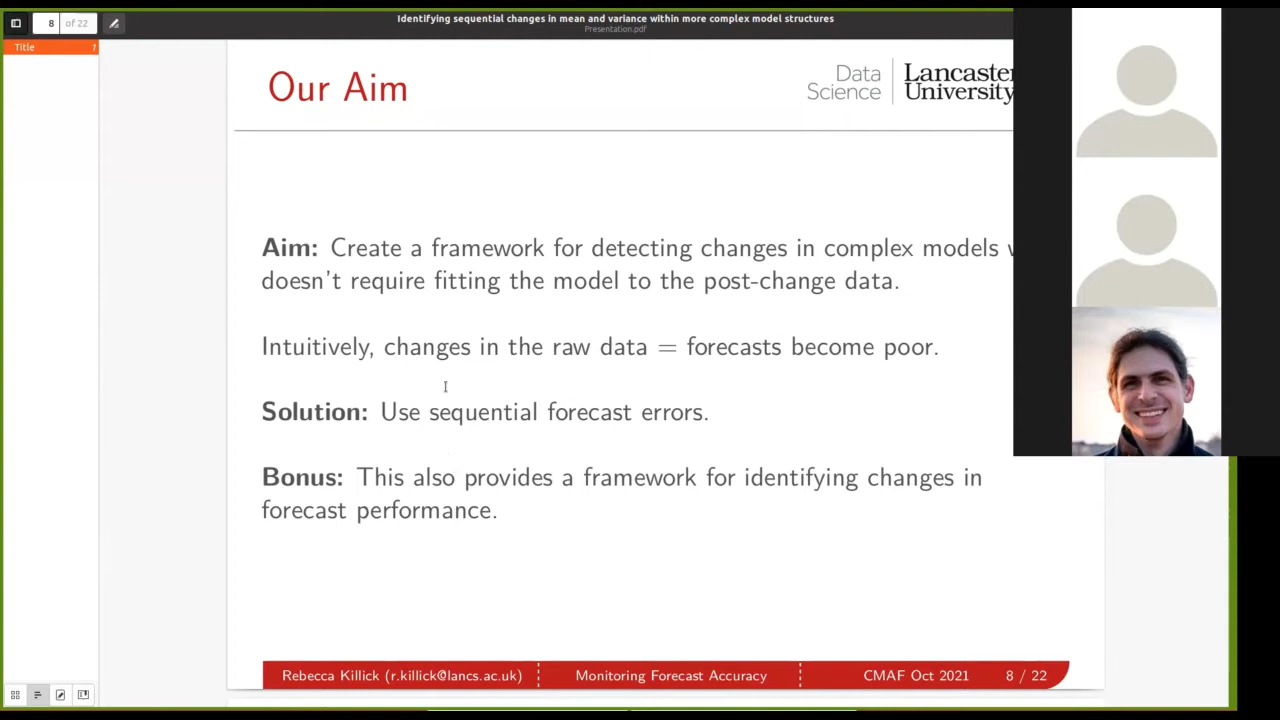 Identifying sequential changes in mean and variance within more complex model structures
Presentation.pdf
8 of 22
Title 1
Our Aim
Data Science
Lancaster University
Aim: Create a framework for detecting changes in complex models
doesn't require fitting the model to the post-change data.
Intuitively, changes in the raw data = forecasts become poor.
Solution: Use sequential forecast errors.
Bonus: This also provides a framework for identifying changes in
forecast performance.
Rebecca Killick (r.killick@lancs.ac.uk) Monitoring Forecast Accuracy CMAF Oct 2021 8 / 22